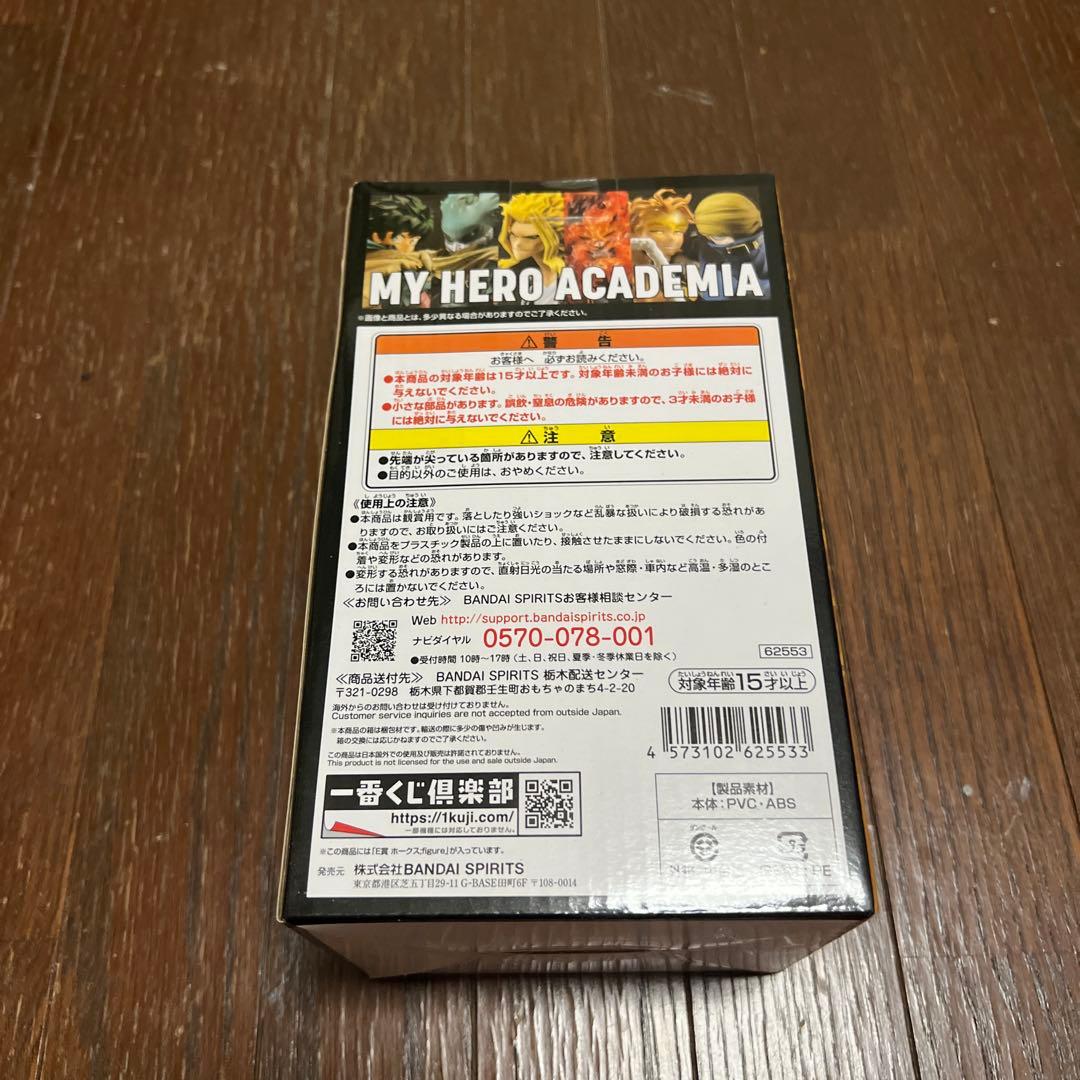 MY HERO ACADEMIA
※画像と商品とは、多少異なる場合がありますのでご了承ください。
⚠警告
お客様へ 必ずお読みください。
●本商品の対象年齢は15才以上です。対象年齢未満のお子様には絶対に
与えないでください。
●小さな部品があります。誤飲・窒息の危険がありますので、3才未満のお子様
には絶対に与えないでください。
⚠注意
●先端が尖っている箇所がありますので、注意してください。
●目的以外のご使用は、おやめください。
《使用上の注意》
●本商品は観賞用です。落としたり強いショックなど乱暴な扱いにより破損する恐れがあ
りますので、お取り扱いにはご注意ください。
●本商品をプラスチック製品の上に置いたり、接触させたままにしないでください。色の付
着や変形などの恐れがあります。
●変形する恐れがありますので、直射日光の当たる場所や窓際・車内など高温・多湿のとこ
ろには置かないでください。
≪お問い合わせ先≫ BANDAI SPIRITSお客様相談センター
Web http://support.bandaispirits.co.jp
ナビダイヤル 0570-078-001
●受付時間 10時〜17時(土、日、祝日、夏季・冬季休業日を除く)
62553
≪商品送付先≫ BANDAI SPIRITS 栃木配送センター
〒321-0298 栃木県下都賀郡壬生町おもちゃのまち4-2-20
対象年齢15才以上
海外からのお問い合わせは受け付けておりません。
Customer service inquiries are not accepted from outside Japan.
※本商品の箱は梱包材です。輸送の際に多少の傷や凹みが生じます。
箱の交換には応じかねますのでご了承ください。
この商品は日本国外での使用及び販売は許諾されておりません。
This product is not licensed for the use and sale outside Japan.
4 573102 625533
一番くじ倶楽部
https://1kuji.com/
一部機種には対応しておりません。
【製品素材】
本体:PVC・ABS
ダンボール
プラ
PE
※この商品には「E賞 ホークス;figure」が入っています。
発売元 株式会社BANDAI SPIRITS
東京都港区芝五丁目29-11 G-BASE田町6F 〒108-0014